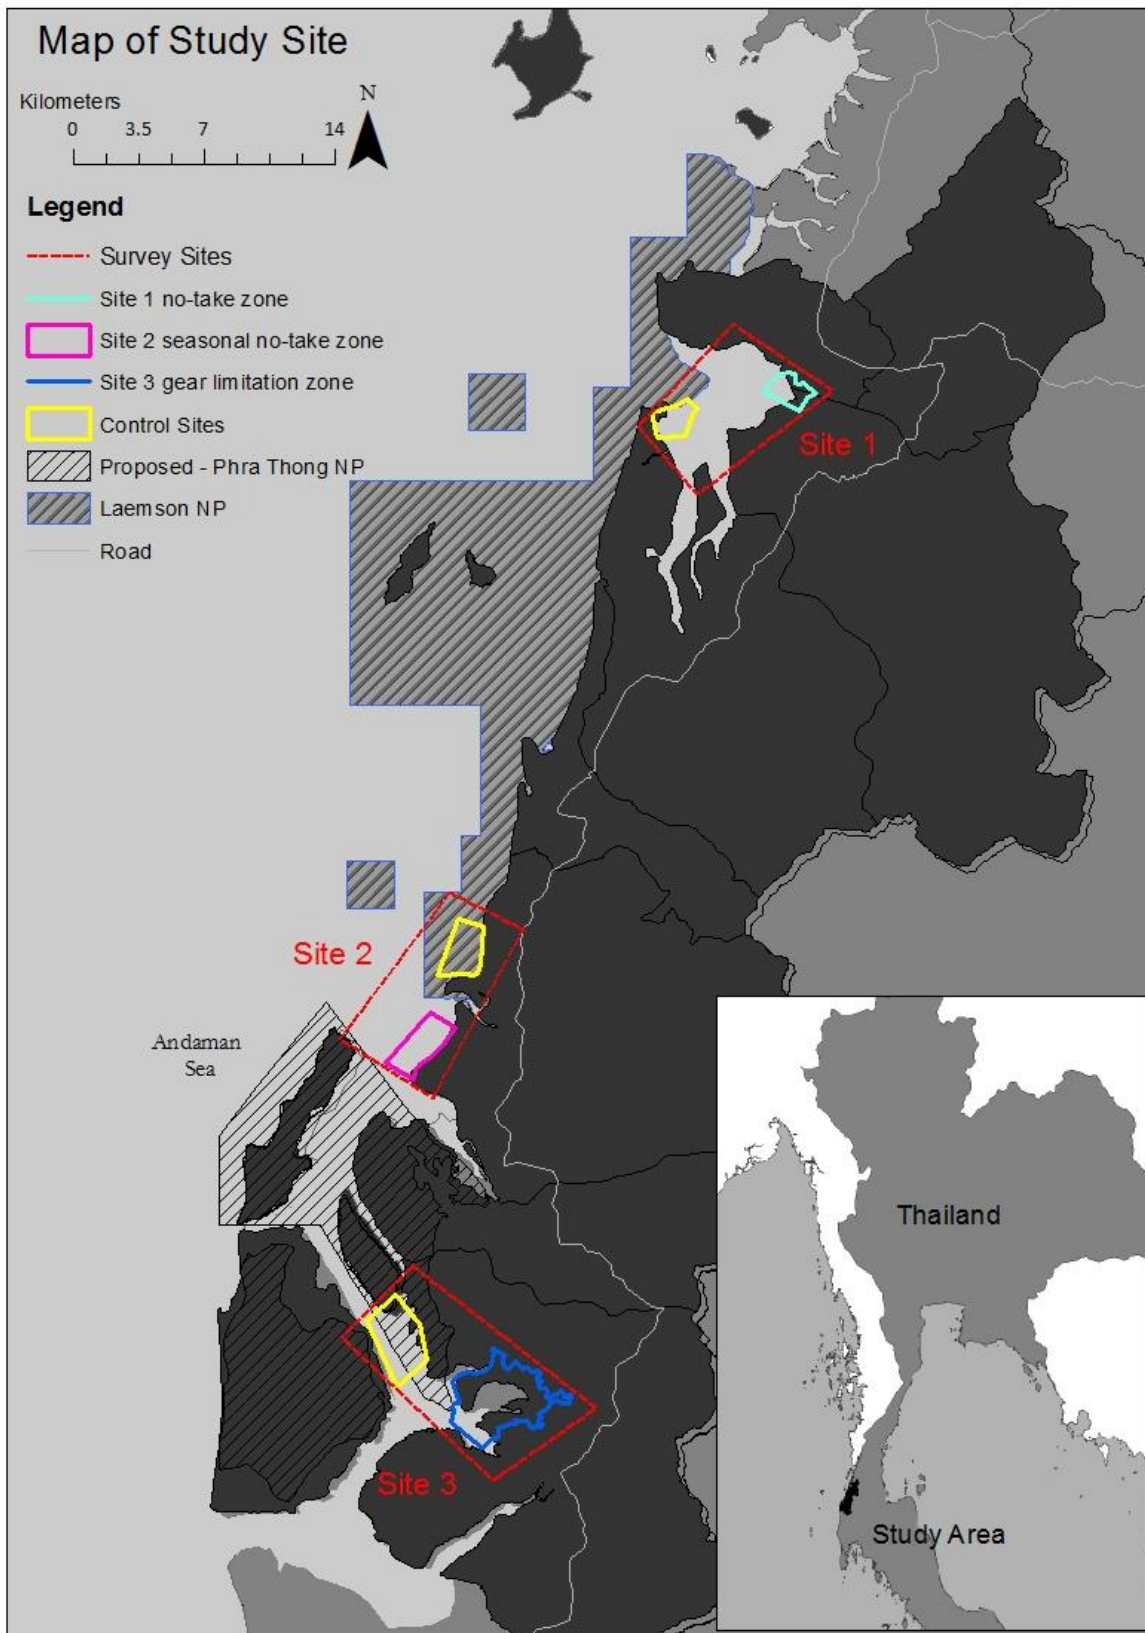 Map of Study Site
Kilometers
0 3.5 7 14
N
Legend
Survey Sites
Site 1 no-take zone
Site 2 seasonal no-take zone
Site 3 gear limitation zone
Control Sites
Proposed - Phra Thong NP
Laemson NP
Road
Site 1
Site 2
Andaman
Sea
Site 3
Thailand
Study Area